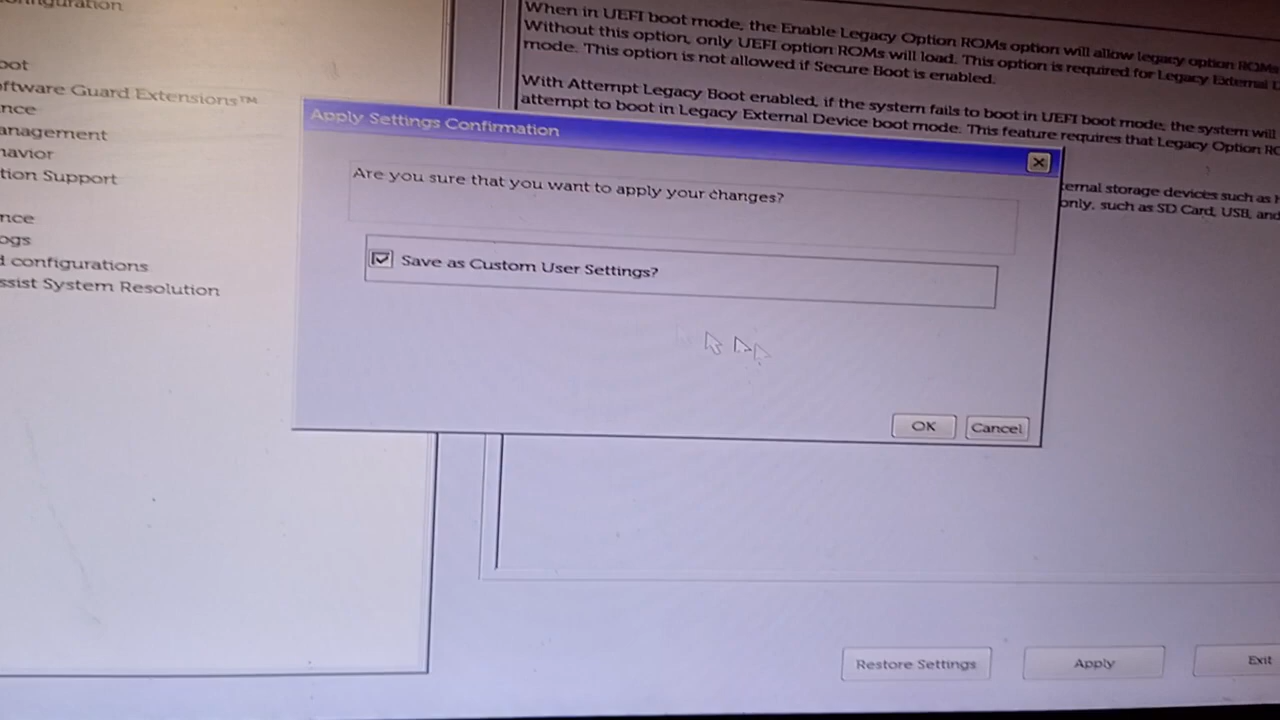 When in UEFI boot mode, the Enable Legacy Option ROMs option will allow legacy option ROMs
Without this option, only UEFI option ROMs will load. This option is required for Legacy External
mode. This option is not allowed if Secure Boot is enabled.
With Attempt Legacy Boot enabled, if the system fails to boot in UEFI boot mode, the system will
attempt to boot in Legacy External Device boot mode. This feature requires that Legacy Option
ernal storage devices such as
only, such as SD Card, USB, and
guration
oot
oftware Guard Extensions™
nce
anagement
havior
tion Support
nce
ogs
d configurations
ssist System Resolution
Apply Settings Confirmation
Are you sure that you want to apply your changes?
Save as Custom User Settings?
OK Cancel
Restore Settings Apply Exit